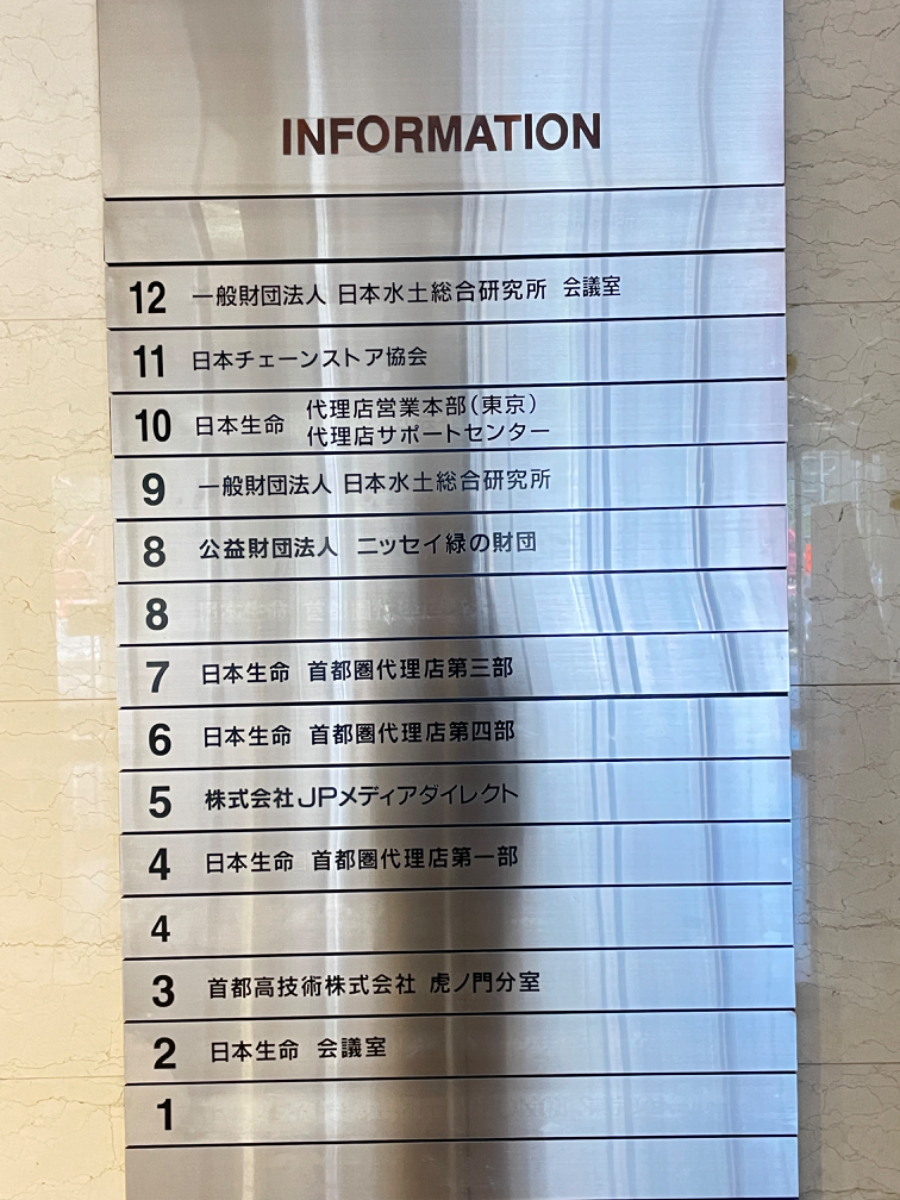 INFORMATION
12 一般財団法人 日本水土総合研究所 会議室
11 日本チェーンストア協会
10 日本生命 代理店営業本部(東京)
代理店サポートセンター
9 一般財団法人 日本水土総合研究所
8 公益財団法人 ニッセイ緑の財団
8
7 日本生命 首都圏代理店第三部
6 日本生命 首都圏代理店第四部
5 株式会社JPメディアダイレクト
4 日本生命 首都圏代理店第一部
4
3 首都高技術株式会社 虎ノ門分室
2 日本生命 会議室
1